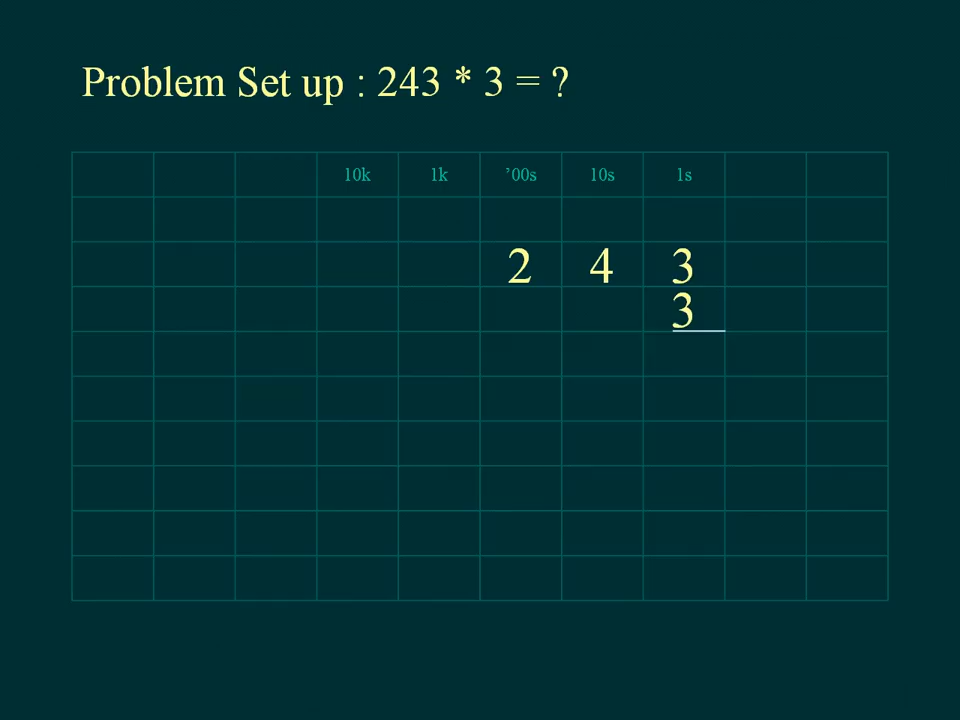 Problem Set up : 243 * 3 = ?
10k 1k ’00s 10s 1s
2 4 3
3